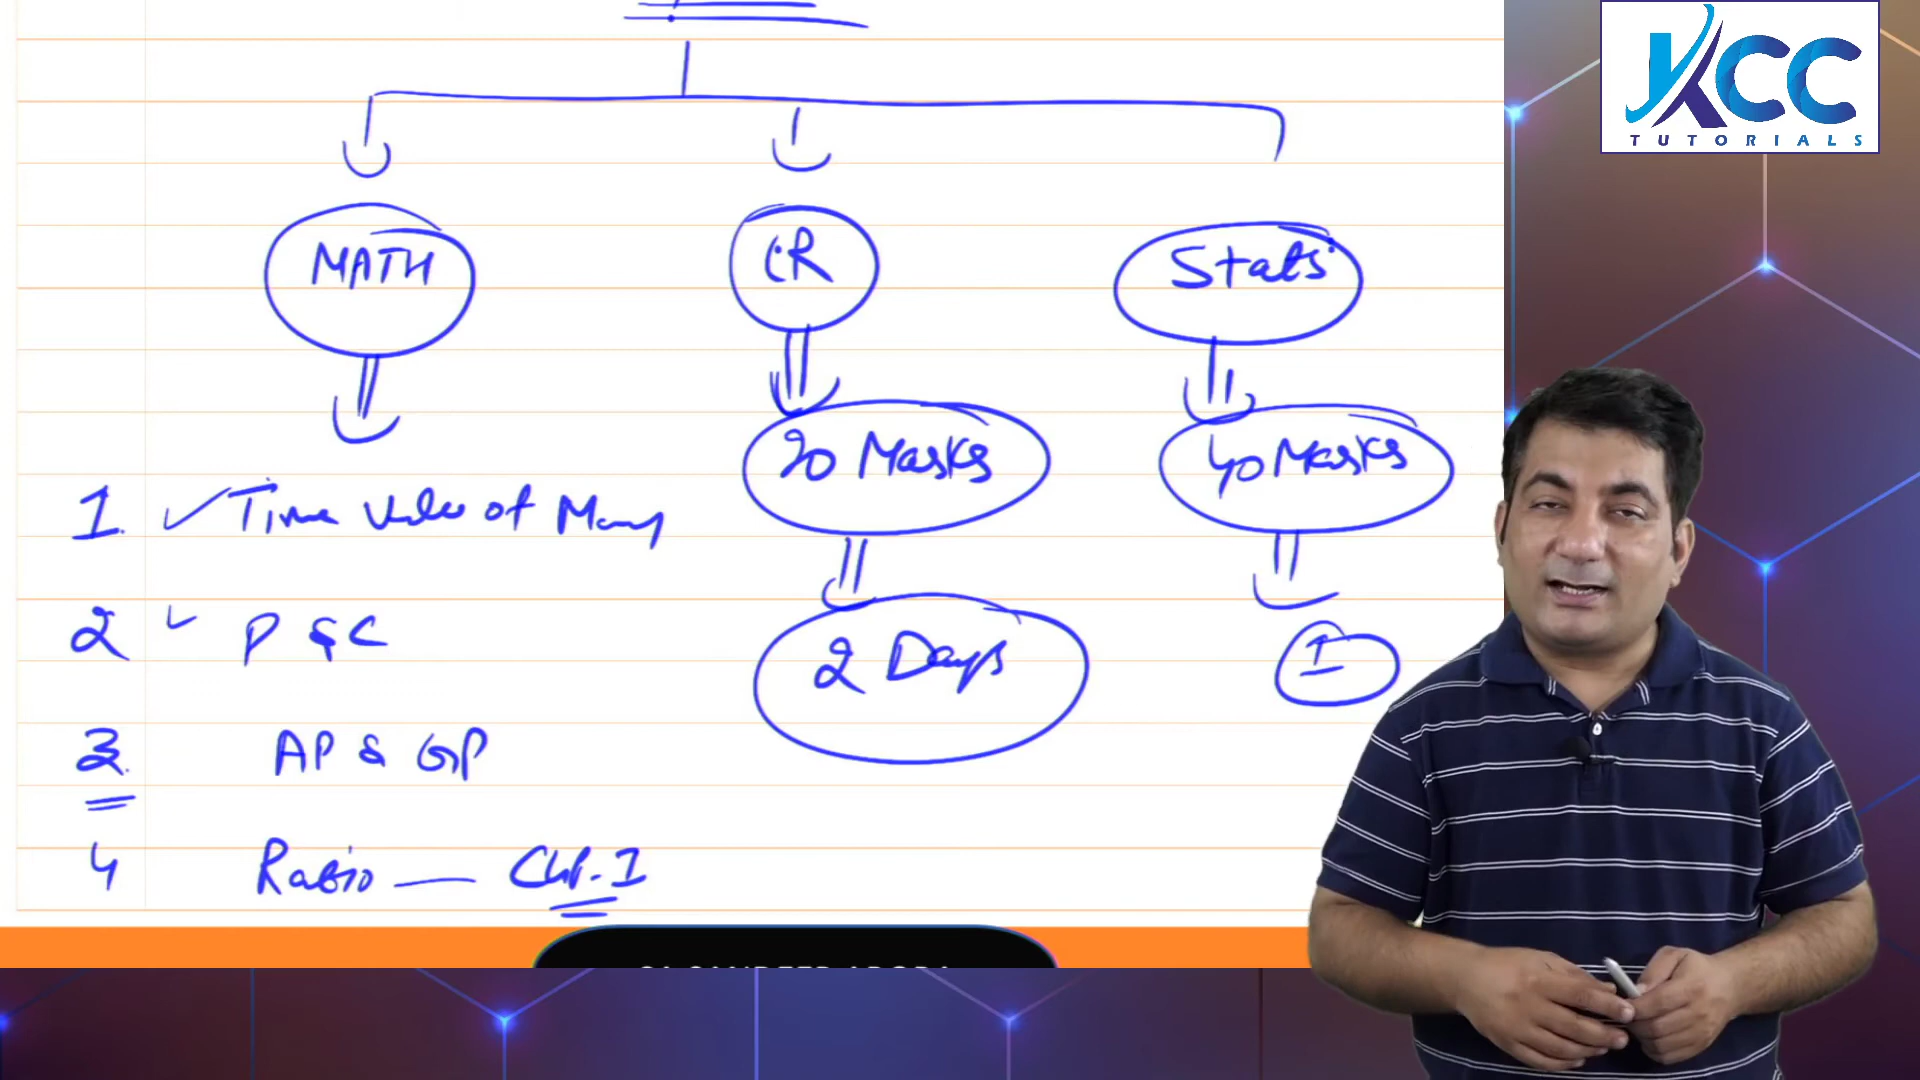 KCC
TUTORIALS
MATH
LR
Stats
20 Marks
40 Marks
1. Time Value of Money
2 P & C
2 Days
I
3. AP & GP
4 Ratio — Ch.I